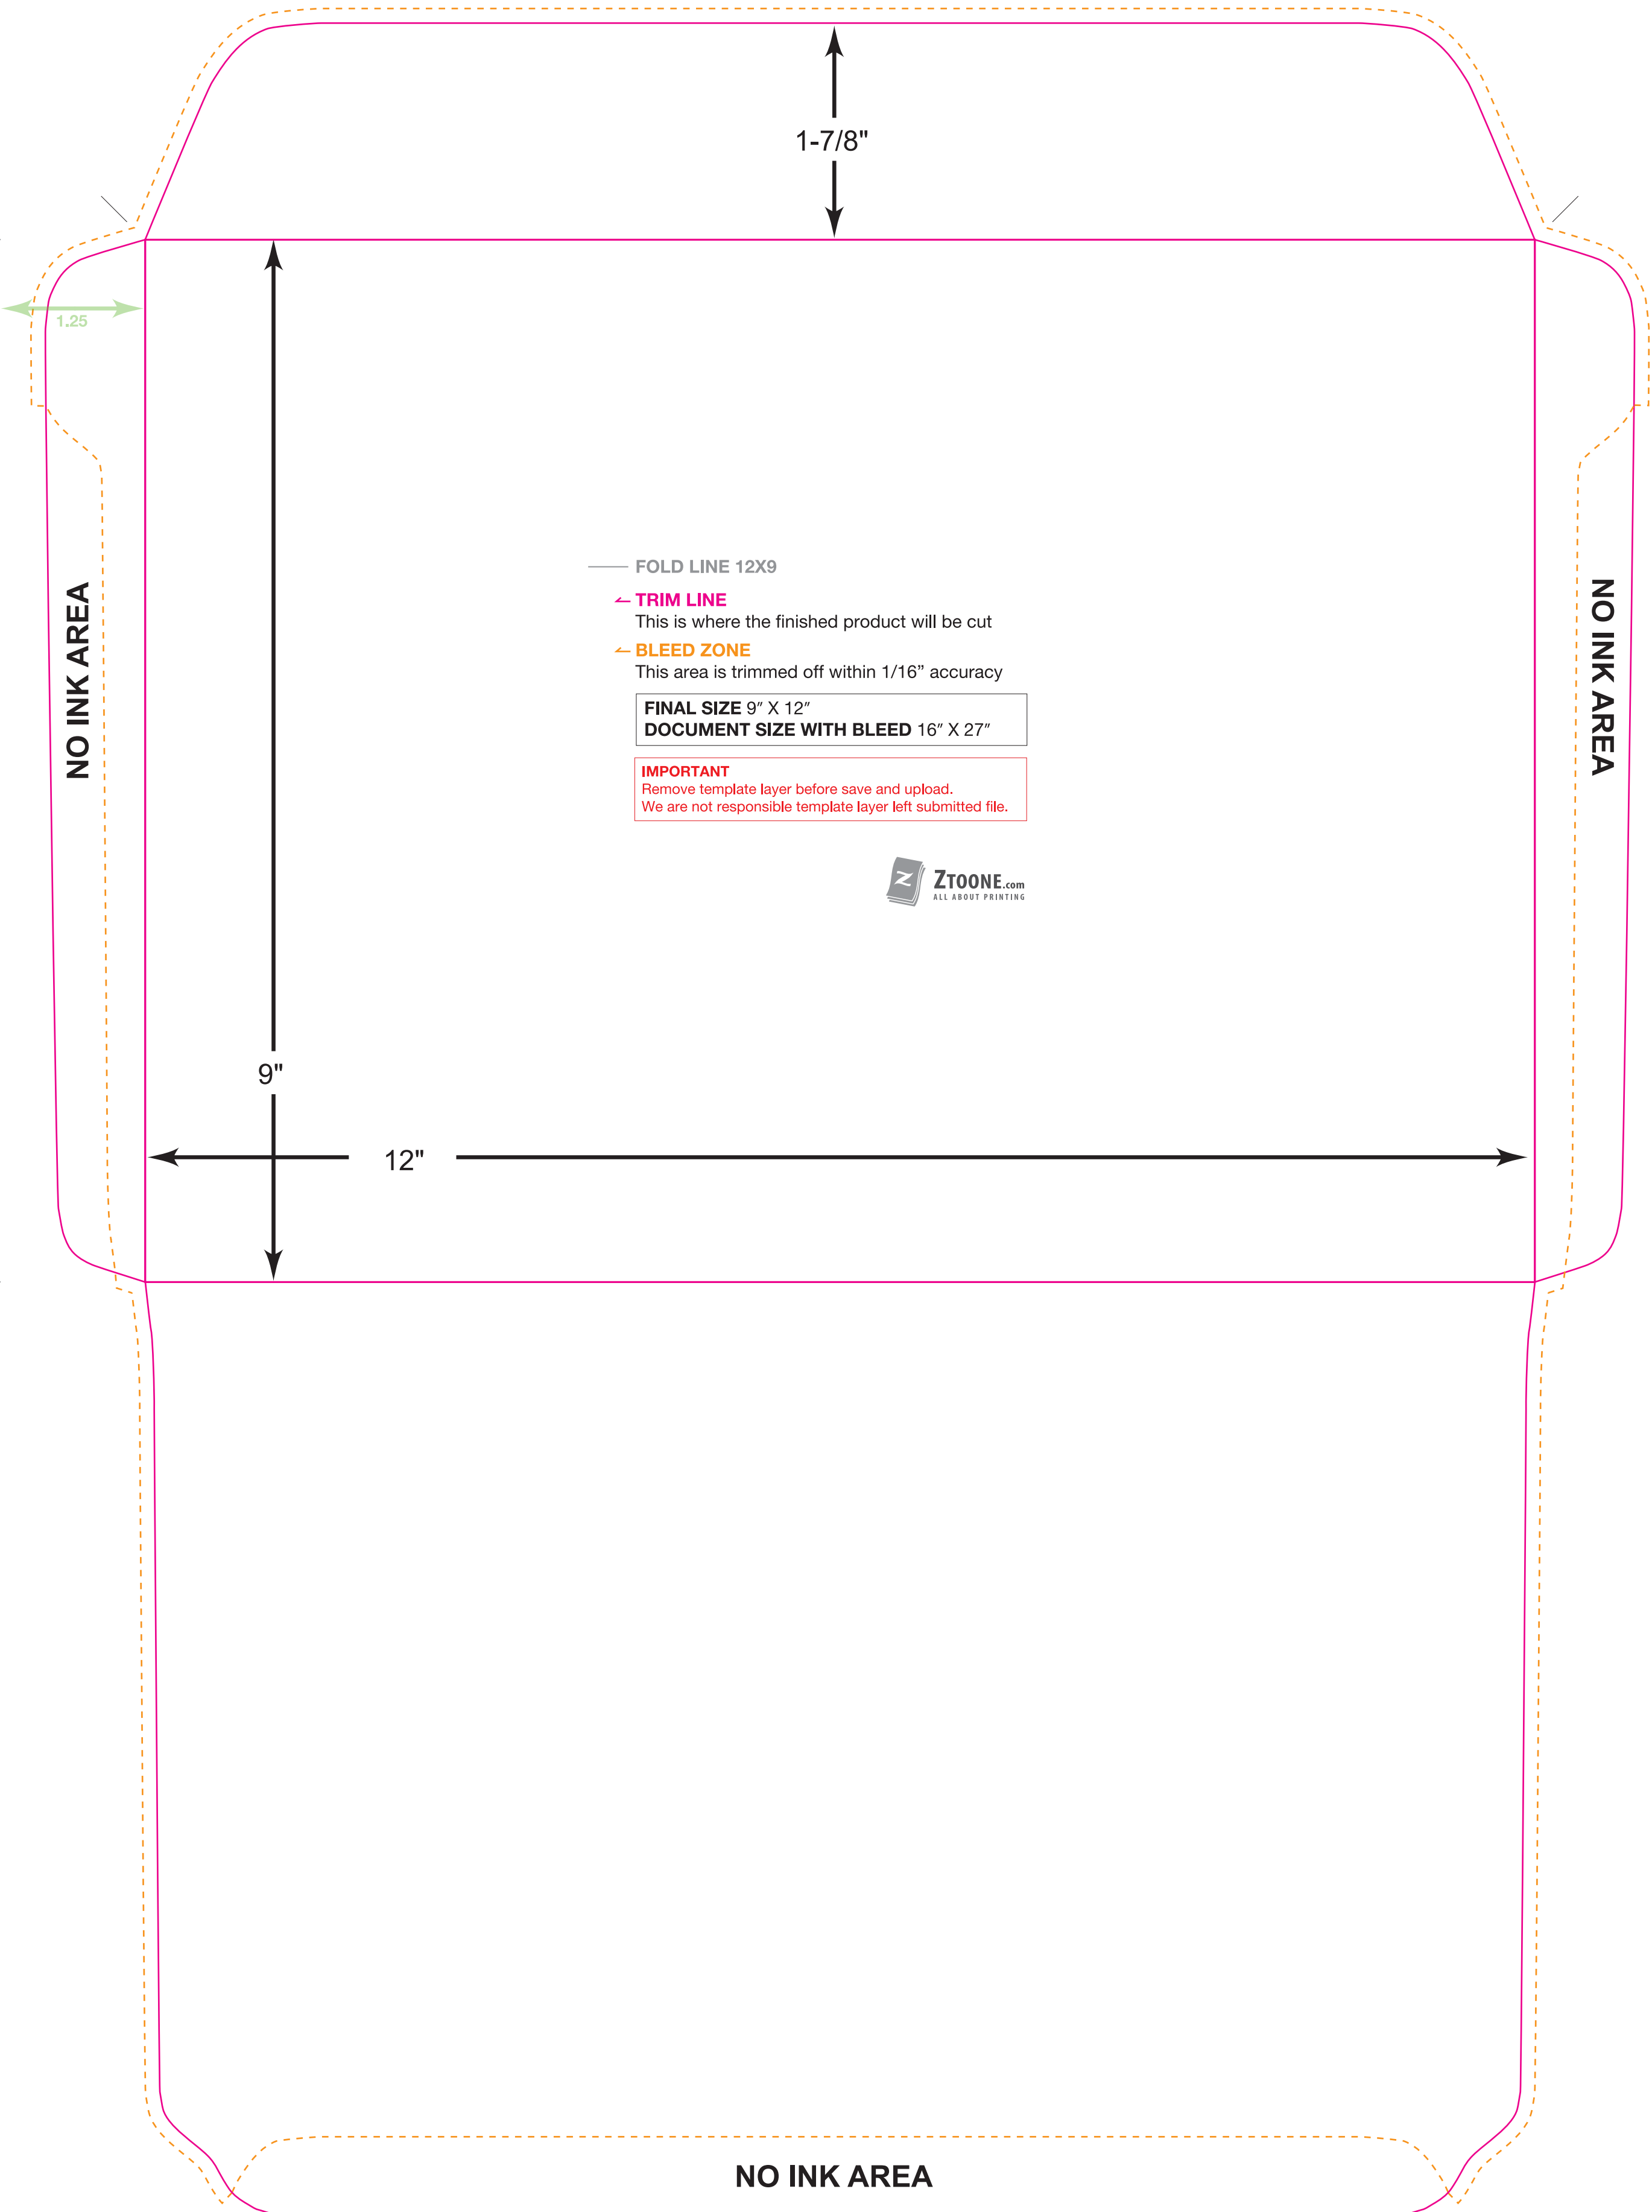 1-7/8"
1.25
FOLD LINE 12X9
TRIM LINE
This is where the finished product will be cut
BLEED ZONE
This area is trimmed off within 1/16” accuracy
FINAL SIZE 9″ X 12″
DOCUMENT SIZE WITH BLEED 16″ X 27″
IMPORTANT
Remove template layer before save and upload.
We are not responsible template layer left submitted file.
NO INK AREA
NO INK AREA
Z ZTOONE.com
ALL ABOUT PRINTING
9"
12"
NO INK AREA